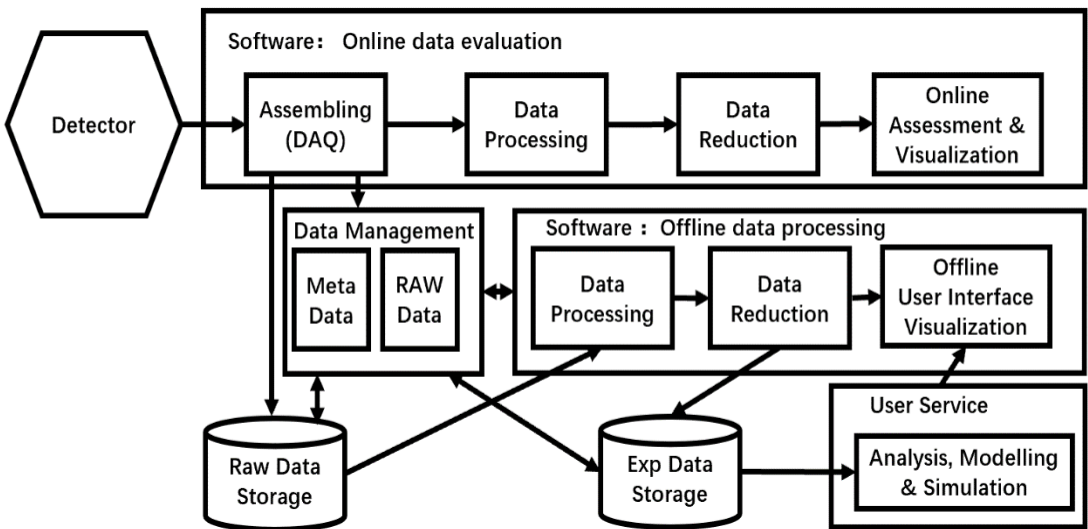 Software： Online data evaluation
Detector
Assembling
(DAQ)
Data
Processing
Data
Reduction
Online
Assessment &
Visualization
Data Management
Meta
Data
RAW
Data
Software ：Offline data processing
Data
Processing
Data
Reduction
Offline
User Interface
Visualization
Raw Data
Storage
Exp Data
Storage
User Service
Analysis, Modelling
& Simulation